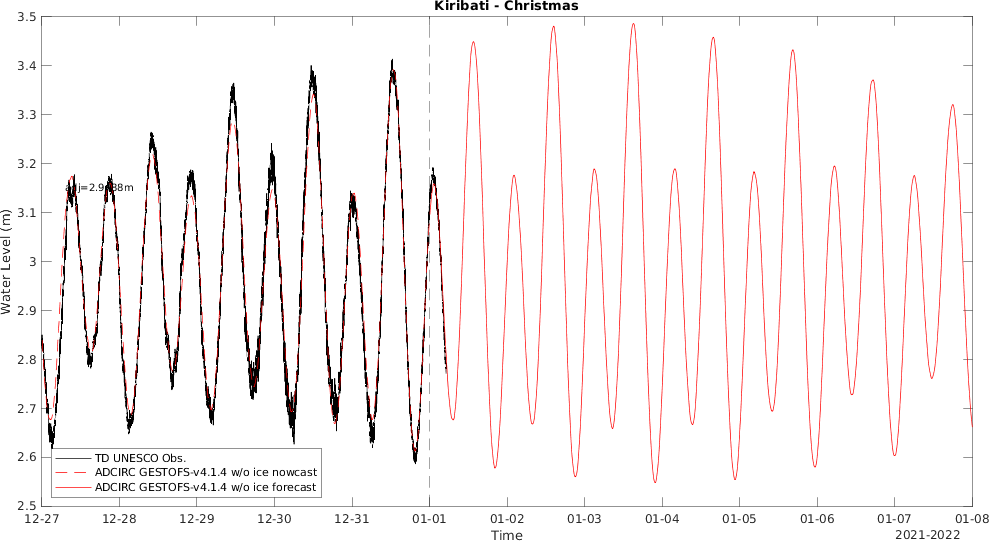 Kiribati - Christmas
3.5
3.4
3.3
3.2
3.1
3
2.9
2.8
2.7
2.6
2.5
Water Level (m)
TD UNESCO Obs.
ADCIRC GESTOFS-v4.1.4 w/o ice nowcast
ADCIRC GESTOFS-v4.1.4 w/o ice forecast
12-27 12-28 12-29 12-30 12-31 01-01 01-02 01-03 01-04 01-05 01-06 01-07 01-08
Time
2021-2022